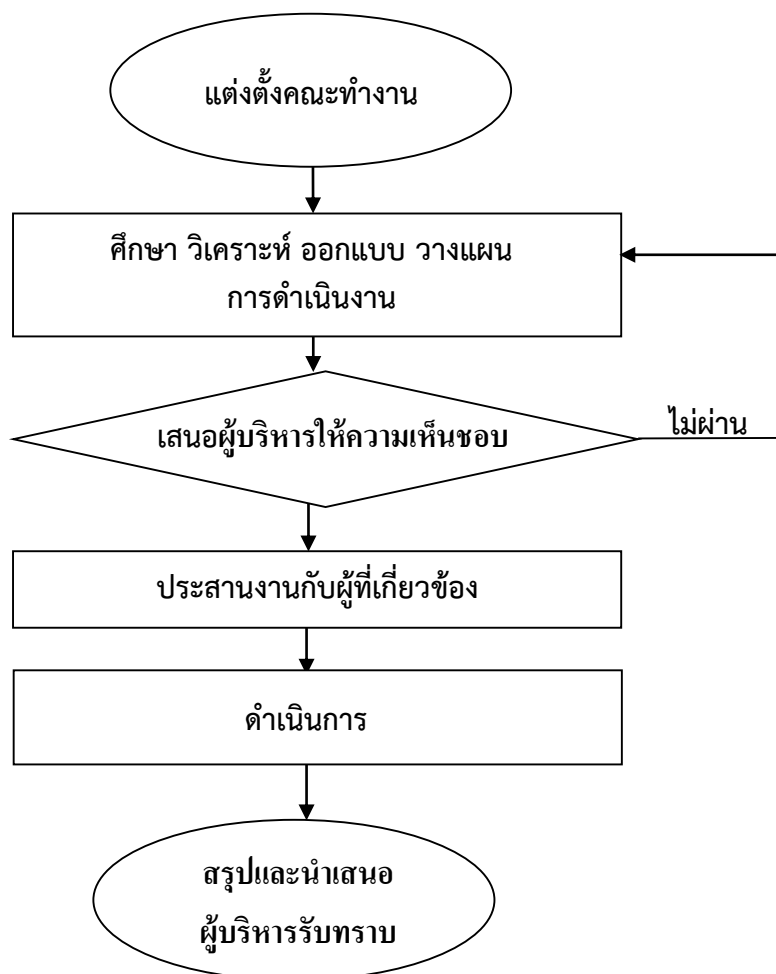 แต่งตั้งคณะทำงาน
ศึกษา วิเคราะห์ ออกแบบ วางแผน
การดำเนินงาน
เสนอผู้บริหารให้ความเห็นชอบ
ไม่ผ่าน
ประสานงานกับผู้ที่เกี่ยวข้อง
ดำเนินการ
สรุปและนำเสนอ
ผู้บริหารรับทราบ